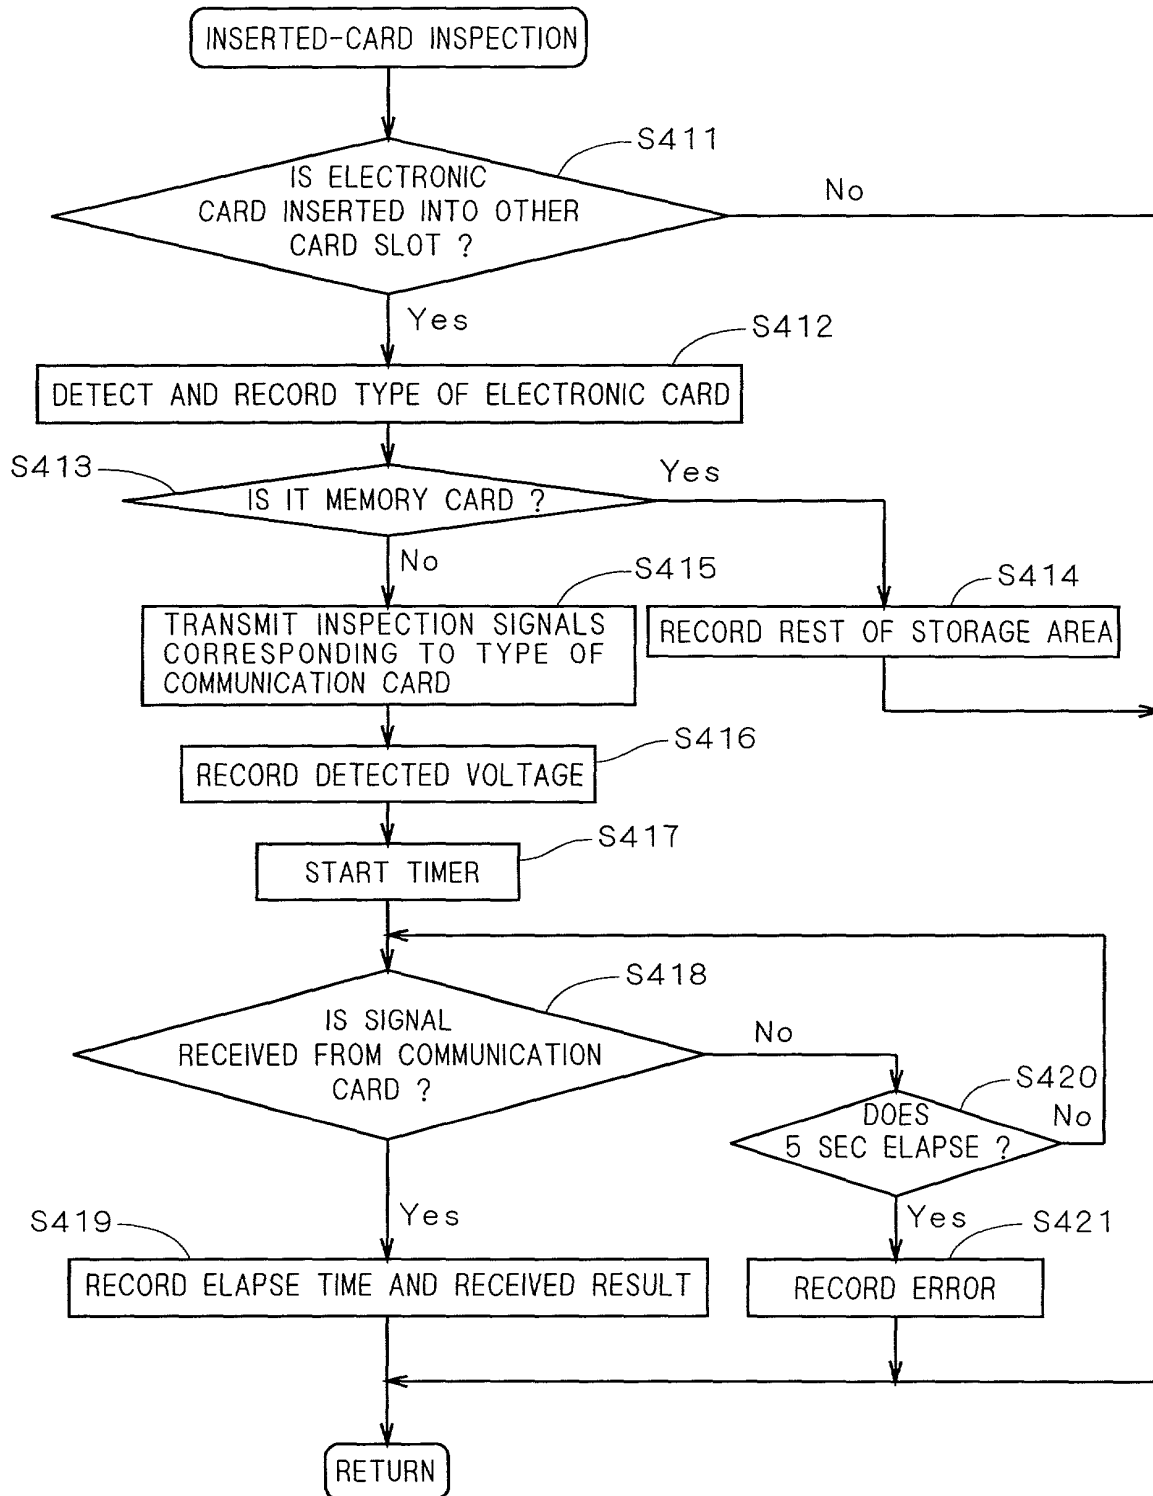 INSERTED-CARD INSPECTION
S411
IS ELECTRONIC
CARD INSERTED INTO OTHER
CARD SLOT ?
No
Yes
S412
DETECT AND RECORD TYPE OF ELECTRONIC CARD
S413
IS IT MEMORY CARD ?
Yes
No
S415
S414
TRANSMIT INSPECTION SIGNALS
CORRESPONDING TO TYPE OF
COMMUNICATION CARD
RECORD REST OF STORAGE AREA
S416
RECORD DETECTED VOLTAGE
S417
START TIMER
S418
IS SIGNAL
RECEIVED FROM COMMUNICATION
CARD ?
No
S420
DOES
5 SEC ELAPSE ?
No
Yes
Yes
S419
S421
RECORD ELAPSE TIME AND RECEIVED RESULT
RECORD ERROR
RETURN